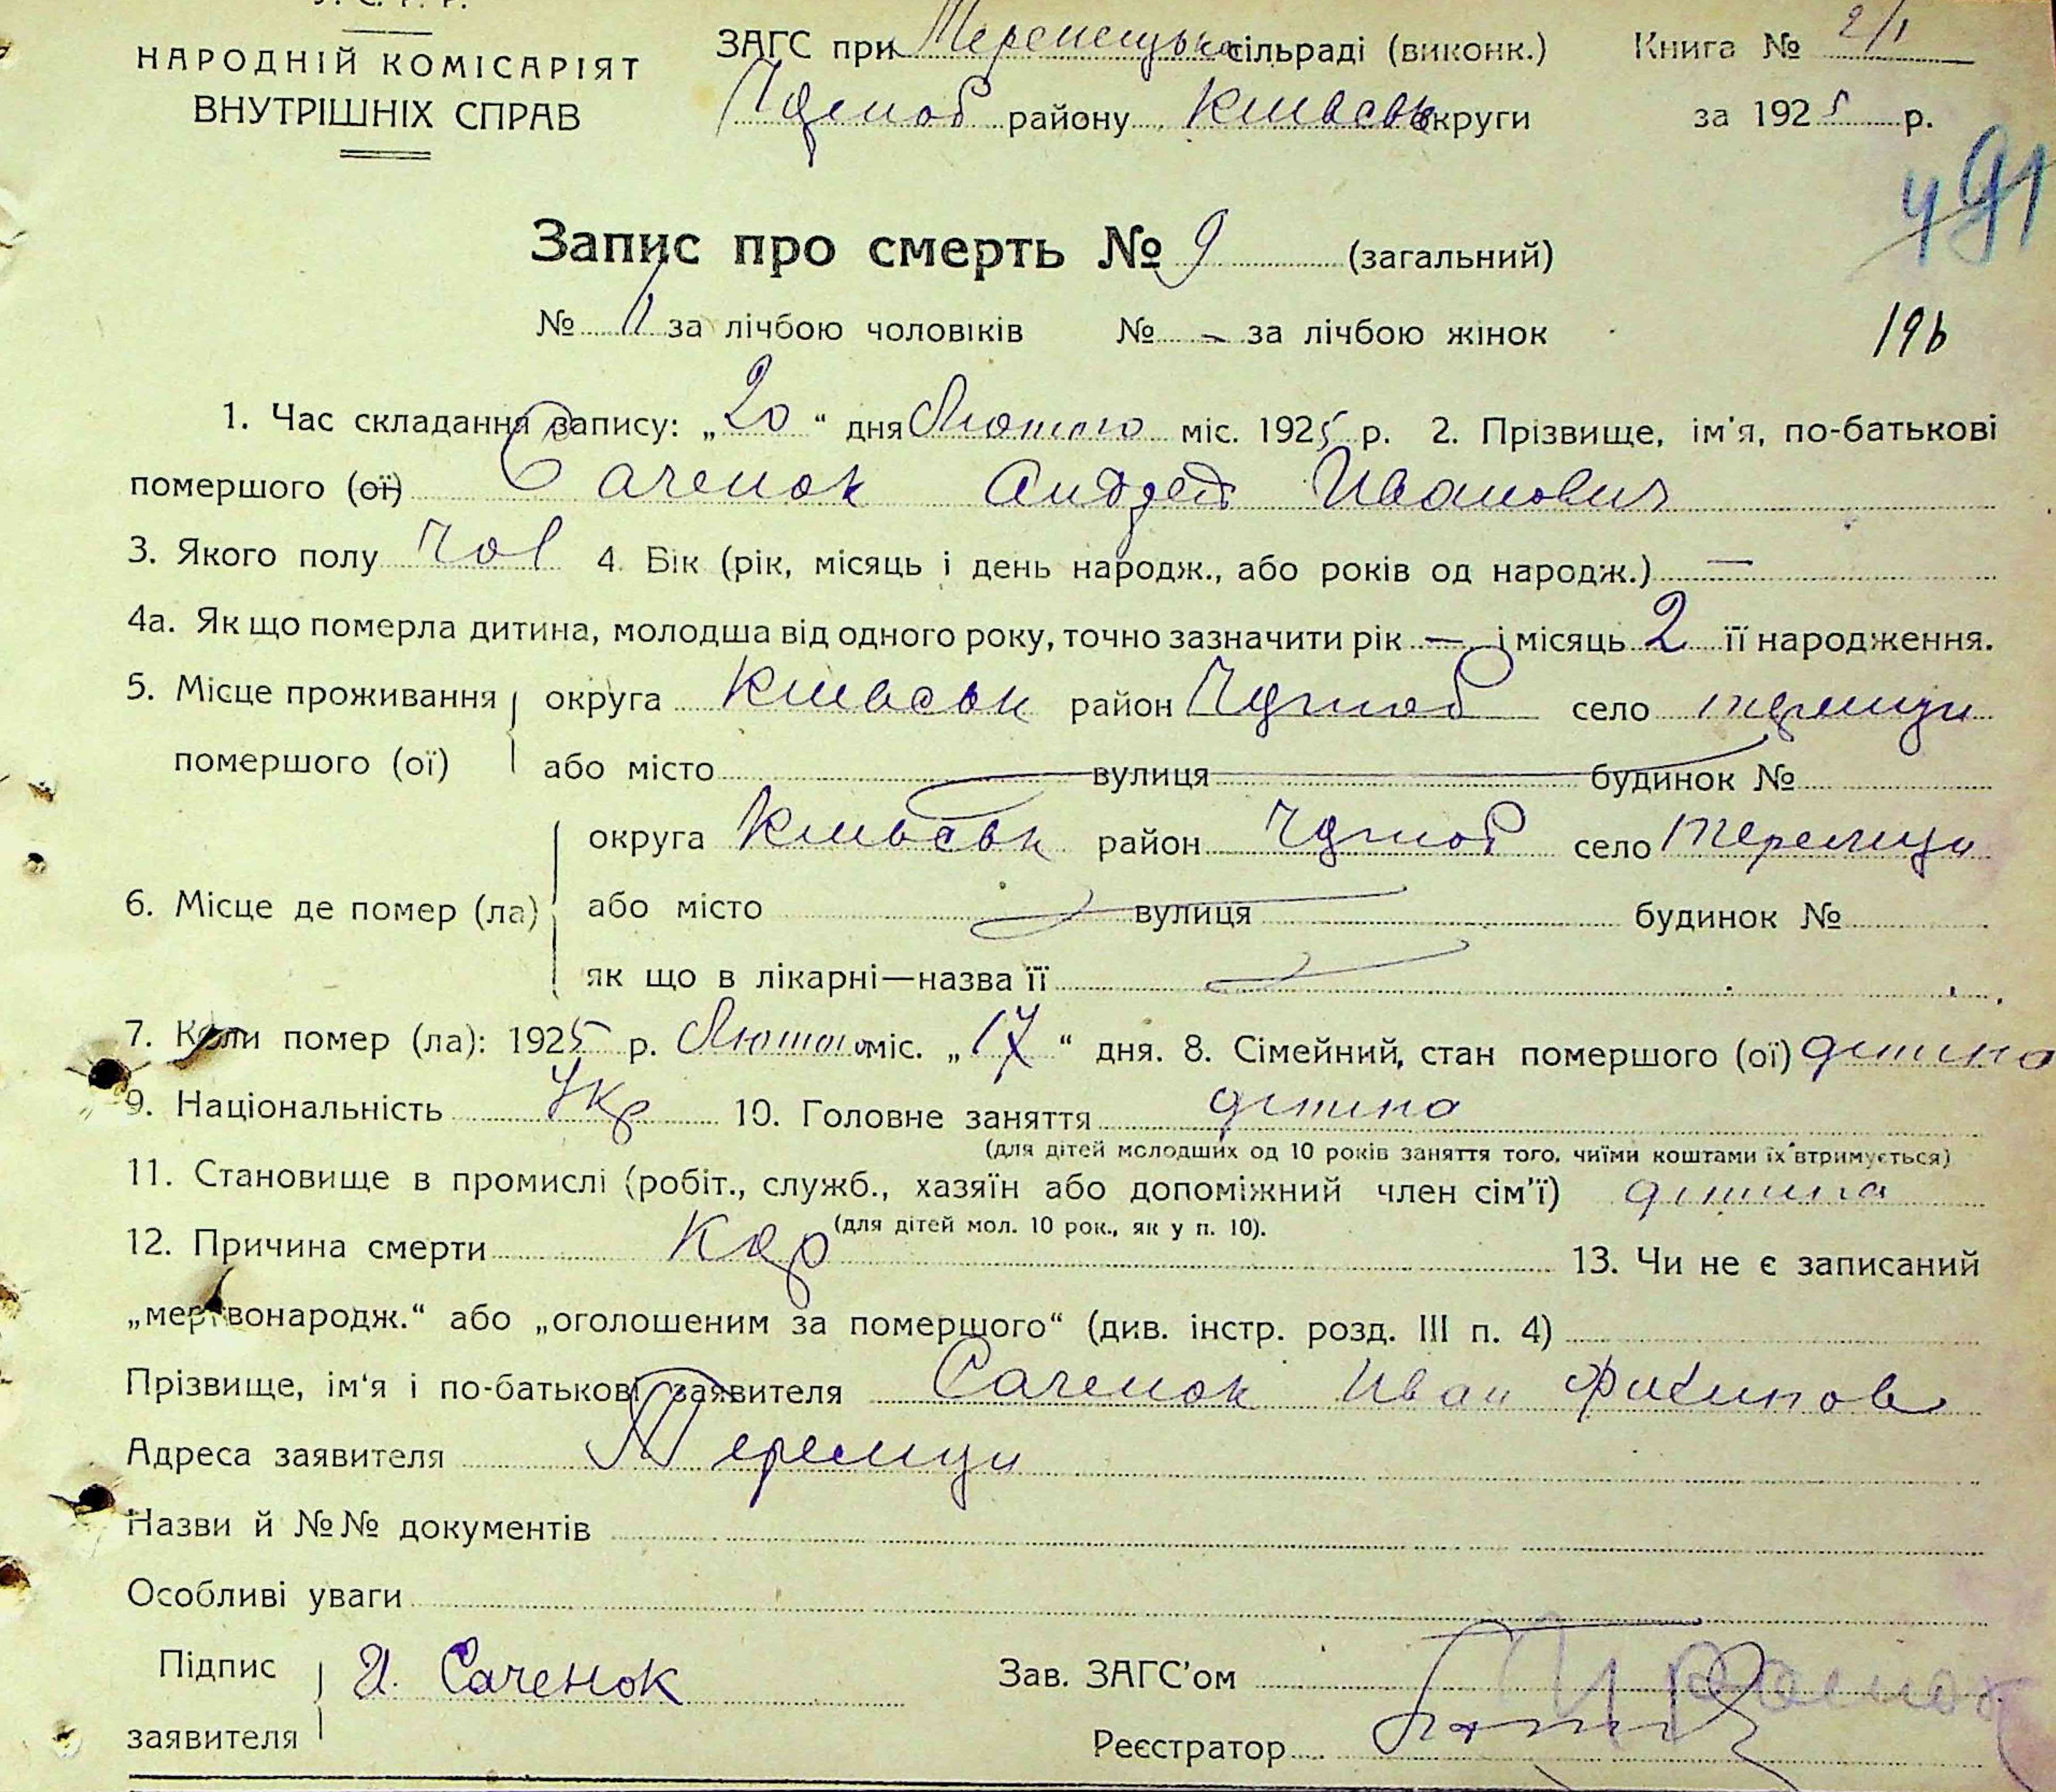 У. С. Р. Р.
НАРОДНІЙ КОМІСАРІЯТ
ВНУТРІШНІХ СПРАВ
ЗАГС при сільраді (виконк.)
району Київськ округи
Книга № 2/1
за 1925 р.
491
Запис про смерть № 9 (загальний)
№ за лічбою чоловіків № – за лічбою жінок
196
1. Час складання запису: „20“ дня Лютого міс. 1925 р. 2. Прізвище, ім'я, по-батькові
помершого (ої) Саченок Андрей Иванович
3. Якого полу чол 4. Вік (рік, місяць і день народж., або років од народж.) —
4а. Як що померла дитина, молодша від одного року, точно зазначити рік — і місяць 2 її народження.
5. Місце проживання помершого (ої)
округа Київськ район село Теремци
або місто вулиця будинок №
6. Місце де помер (ла)
округа Київськ район село Теремци
або місто вулиця будинок №
як що в лікарні—назва її
7. Коли помер (ла): 1925 р. Лютого міс. „17“ дня. 8. Сімейний, стан помершого (ої) дитина
9. Національність Укр 10. Головне заняття дитина
(для дітей молодших од 10 років заняття того, чиїми коштами їх втримується)
11. Становище в промислі (робіт., служб., хазяїн або допоміжний член сім'ї) дитина
(для дітей мол. 10 рок., як у п. 10).
12. Причина смерти Кор 13. Чи не є записаний
„мертвонародж.“ або „оголошеним за померщого“ (див. інстр. розд. III п. 4)
Прізвище, ім'я і по-батькові заявителя Саченок Иван
Адреса заявителя Теремци
Назви й №№ документів
Особливі уваги
Підпис заявителя И. Саченок
Зав. ЗАГС'ом
Реєстратор